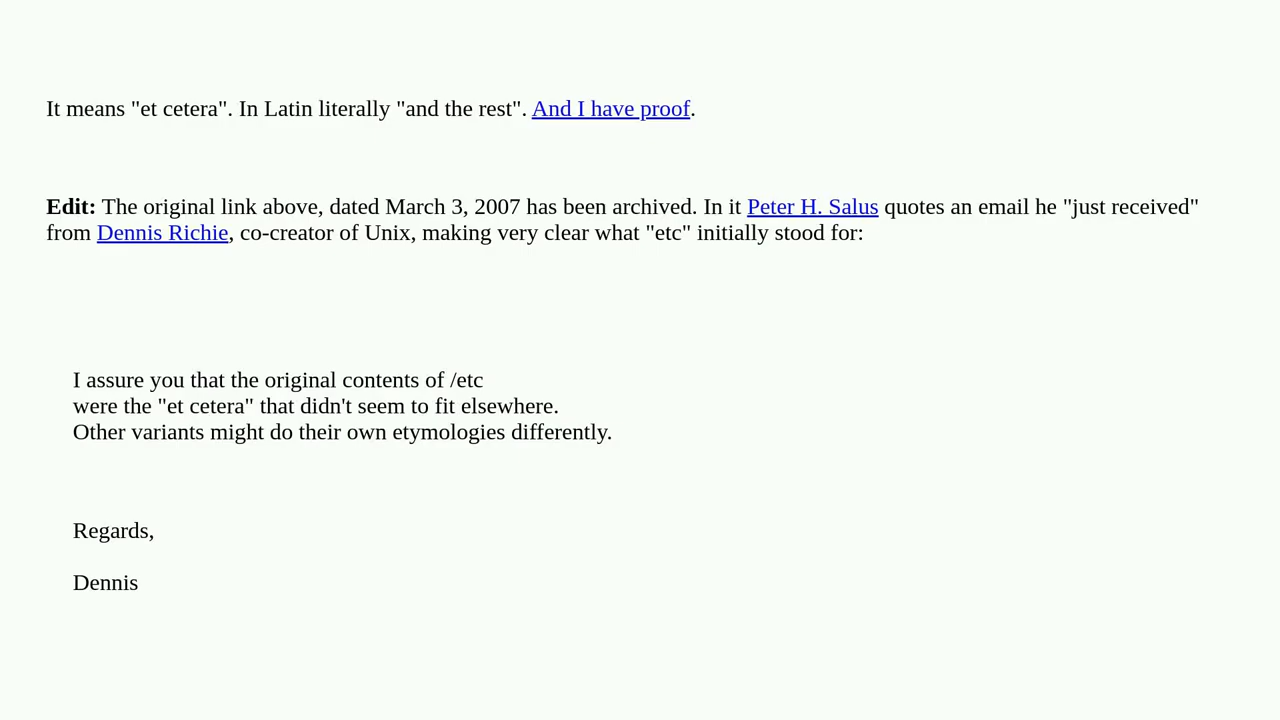 It means "et cetera". In Latin literally "and the rest". And I have proof.
Edit: The original link above, dated March 3, 2007 has been archived. In it Peter H. Salus quotes an email he "just received"
from Dennis Richie, co-creator of Unix, making very clear what "etc" initially stood for:
I assure you that the original contents of /etc
were the "et cetera" that didn't seem to fit elsewhere.
Other variants might do their own etymologies differently.
Regards,
Dennis